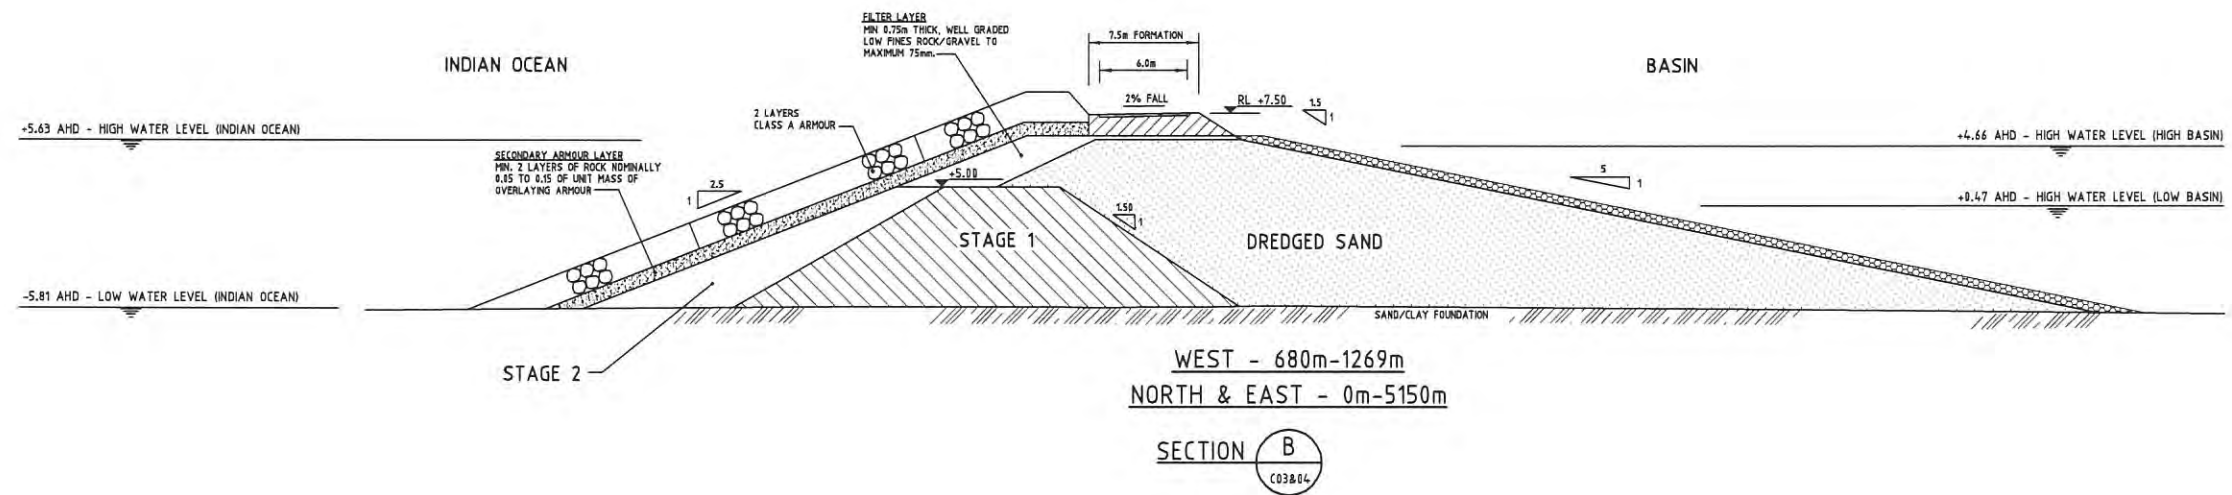 FILTER LAYER
MIN 0.75m THICK, WELL GRADED
LOW FINES ROCK/GRAVEL TO
MAXIMUM 75mm.
7.5m FORMATION
6.0m
INDIAN OCEAN
BASIN
2% FALL
RL +7.50
1.5
1
2 LAYERS
CLASS A ARMOUR
+5.63 AHD - HIGH WATER LEVEL (INDIAN OCEAN)
+4.66 AHD - HIGH WATER LEVEL (HIGH BASIN)
SECONDARY ARMOUR LAYER
MIN. 2 LAYERS OF ROCK NOMINALLY
0.05 TO 0.15 OF UNIT MASS OF
OVERLAYING ARMOUR
2.5
1
+5.00
5
1
+0.47 AHD - HIGH WATER LEVEL (LOW BASIN)
1.50
1
STAGE 1
DREDGED SAND
-5.81 AHD - LOW WATER LEVEL (INDIAN OCEAN)
SAND/CLAY FOUNDATION
STAGE 2
WEST - 680m-1269m
NORTH & EAST - 0m-5150m
SECTION B
C03&04